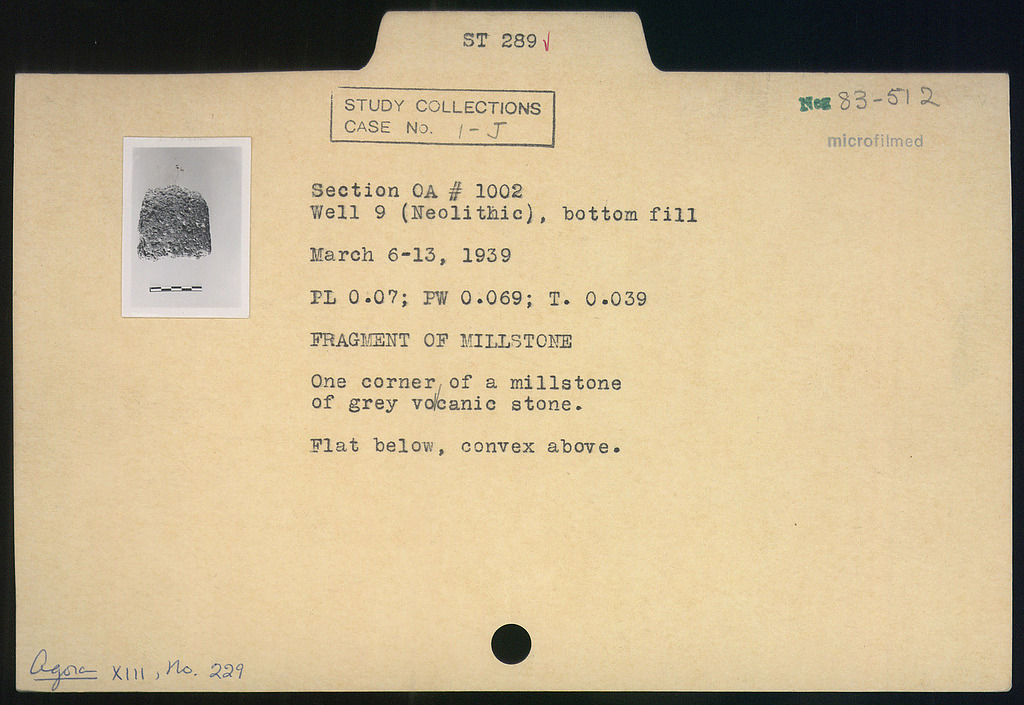 ST 289 √
STUDY COLLECTIONS
CASE No. 1-J
Neg 83-512
microfilmed
Section OA # 1002
Well 9 (Neolithic), bottom fill
March 6-13, 1939
PL 0.07; PW 0.069; T. 0.039
FRAGMENT OF MILLSTONE
One corner of a millstone
of grey volcanic stone.
Flat below, convex above.
Agora XIII, No. 229